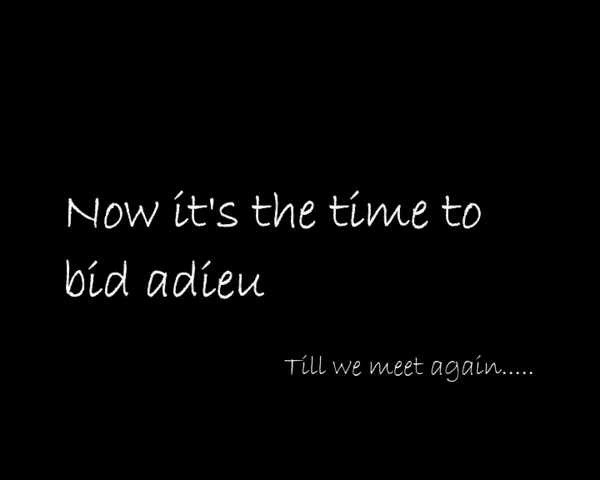 Now it's the time to
bid adieu
Till we meet again.....